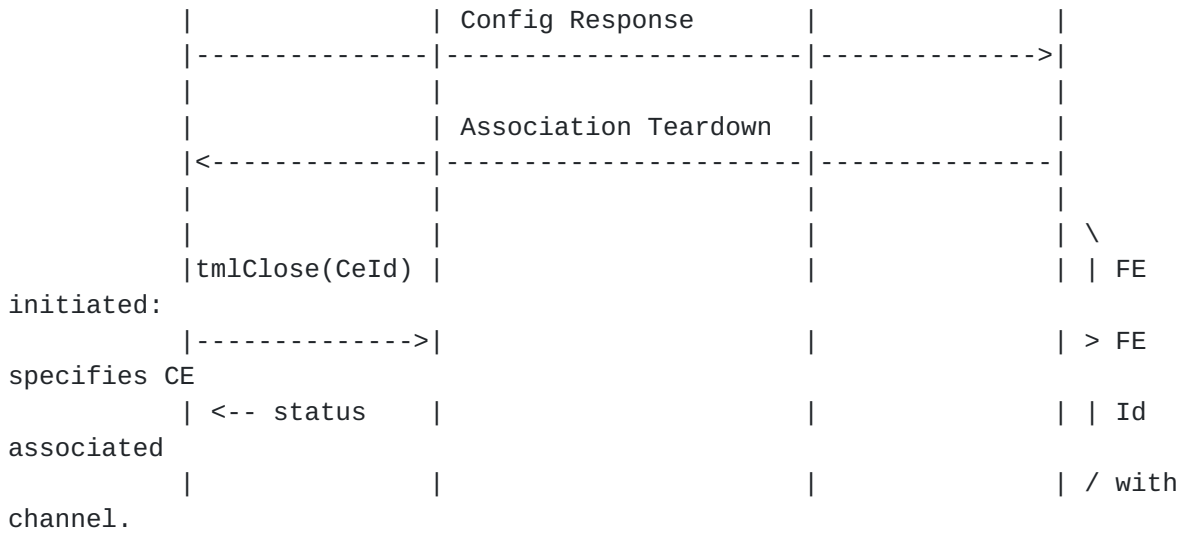 |               | Config Response       |               |
|---------------|-----------------------|-------------->|
|               |                       |               |
|               | Association Teardown  |               |
|<--------------|-----------------------|---------------|
|               |                       |               |
|               |                       |               | \
|tmlClose(CeId) |                       |               | | FE
initiated:
|-------------->|                       |               | > FE
specifies CE
| <-- status    |                       |               | | Id
associated
|               |                       |               | / with
channel.